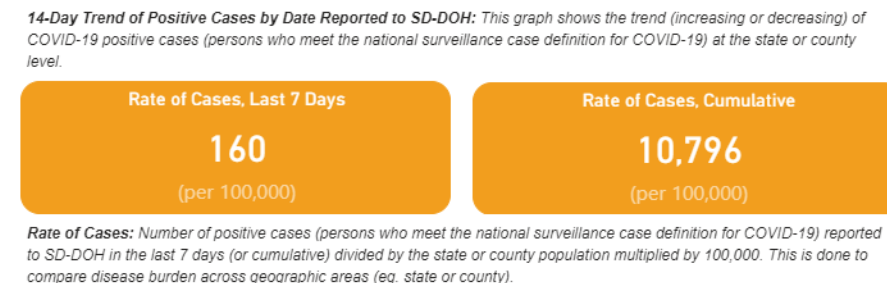 14-Day Trend of Positive Cases by Date Reported to SD-DOH: This graph shows the trend (increasing or decreasing) of
COVID-19 positive cases (persons who meet the national surveillance case definition for COVID-19) at the state or county
level.
Rate of Cases, Last 7 Days
160
(per 100,000)
Rate of Cases, Cumulative
10,796
(per 100,000)
Rate of Cases: Number of positive cases (persons who meet the national surveillance case definition for COVID-19) reported
to SD-DOH in the last 7 days (or cumulative) divided by the state or county population multiplied by 100,000. This is done to
compare disease burden across geographic areas (eg. state or county).